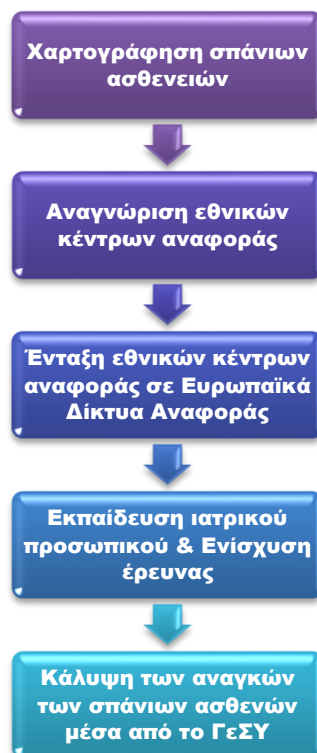 Χαρτογράφηση σπάνιων
ασθενειών
Αναγνώριση εθνικών
κέντρων αναφοράς
Ένταξη εθνικών κέντρων
αναφοράς σε Ευρωπαϊκά
Δίκτυα Αναφοράς
Εκπαίδευση ιατρικού
προσωπικού & Ενίσχυση
έρευνας
Κάλυψη των αναγκών
των σπάνιων ασθενών
μέσα από το ΓεΣΥ